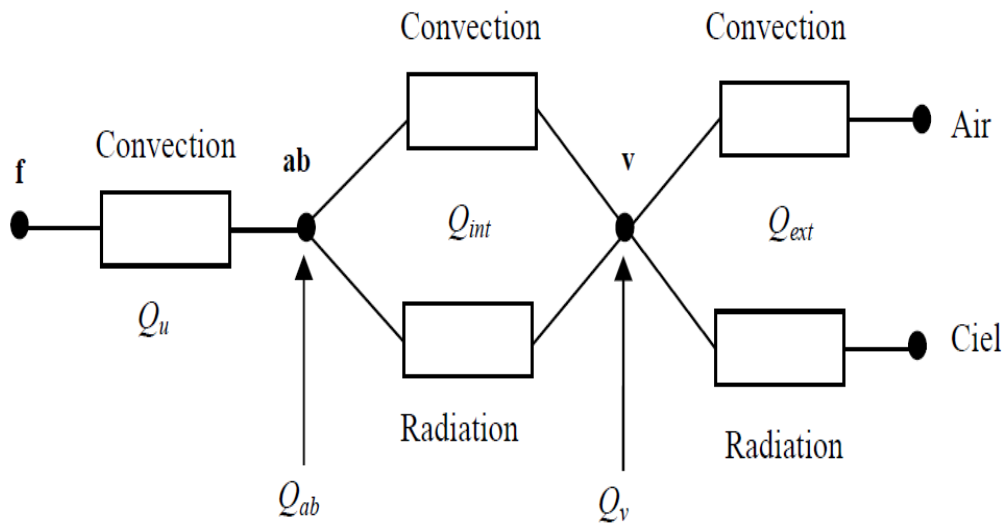 Convection
Convection
Convection
f
ab
v
Air
Q_int
Q_ext
Q_u
Ciel
Radiation
Radiation
Q_ab
Q_v